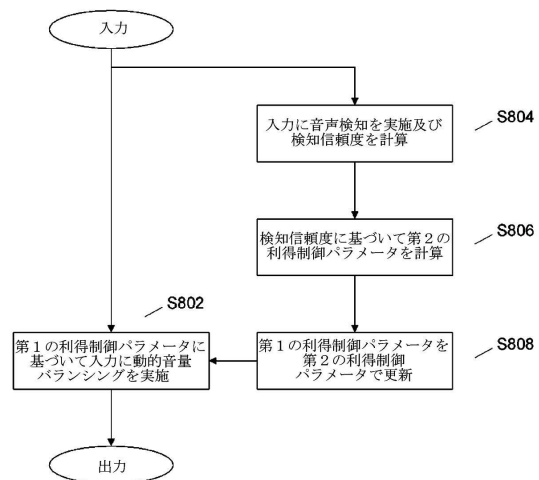 入力
S804
入力に音声検知を実施及び
検知信頼度を計算
S806
検知信頼度に基づいて第2の
利得制御パラメータを計算
S802
第1の利得制御パラメータに
基づいて入力に動的音量
バランシングを実施
S808
第1の利得制御パラメータを
第2の利得制御
パラメータで更新
出力